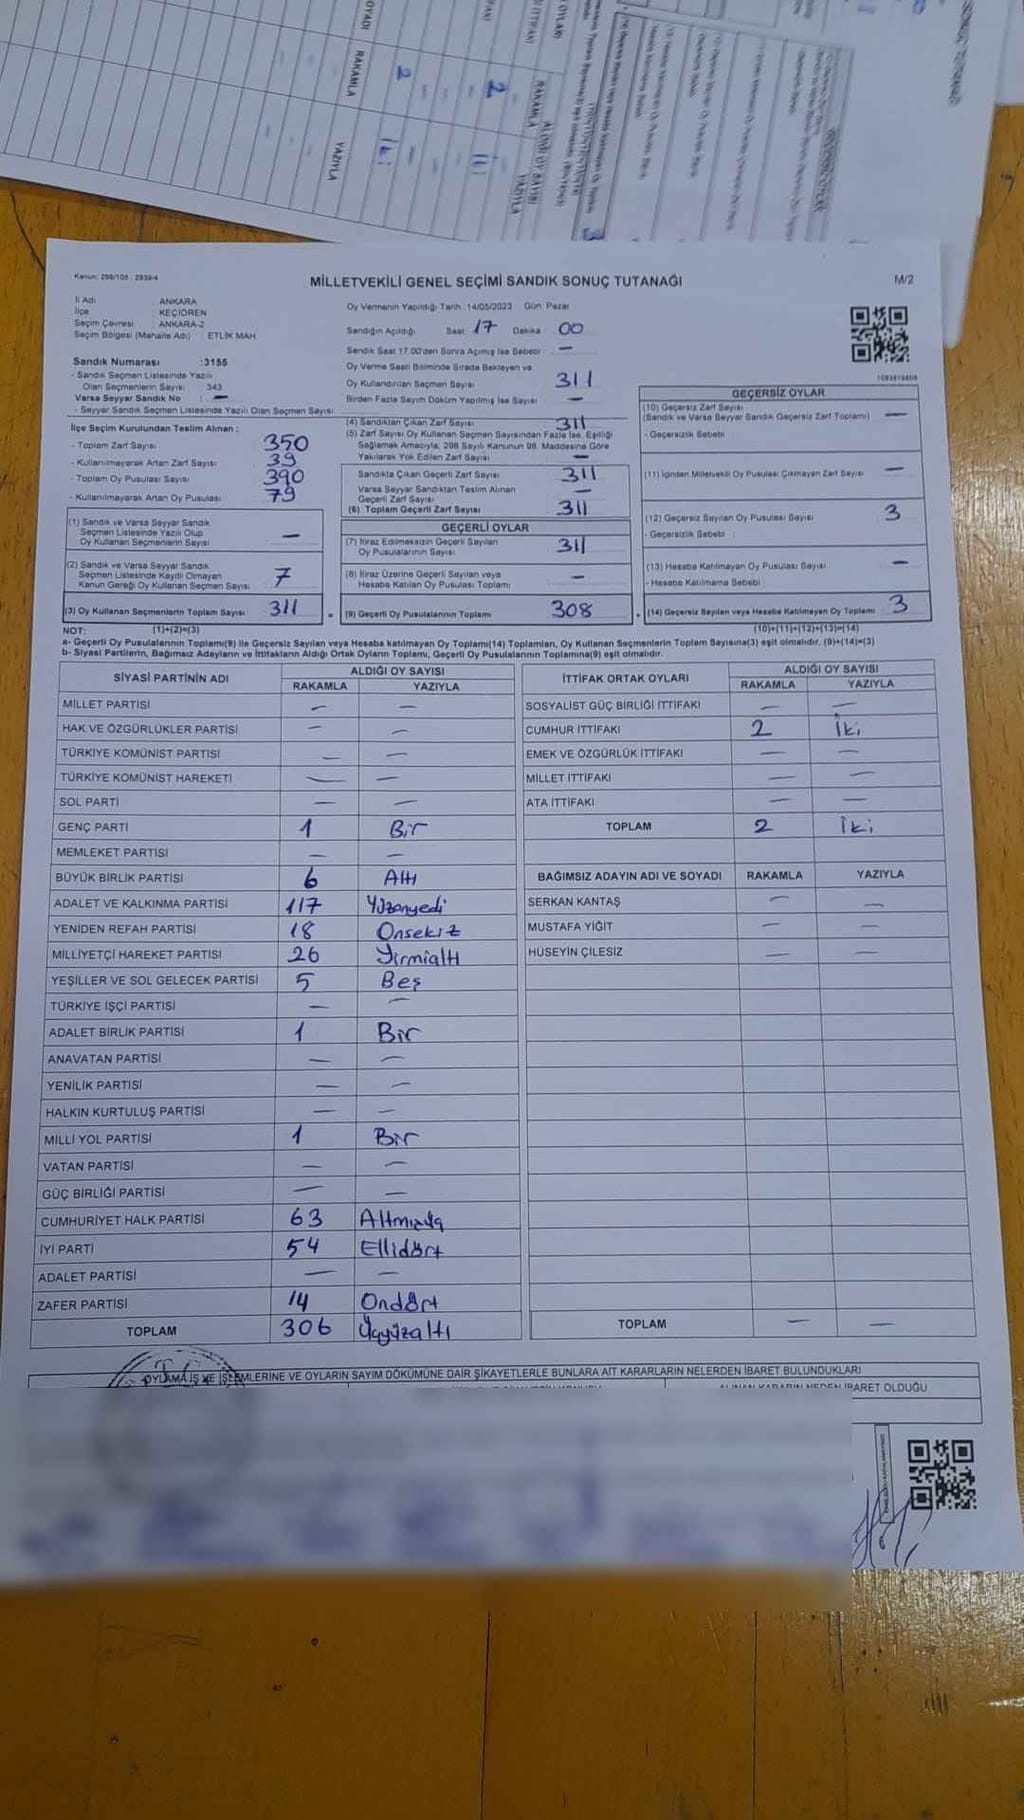 OYADI
RAKAMLA
YAZIYLA
2
İki
2
İki
RAKAMLA
YAZIYLA
3
Kanun: 298/105 - 2839/4
MİLLETVEKİLİ GENEL SEÇİMİ SANDIK SONUÇ TUTANAĞI
M/2
İl Adı : ANKARA
İlçe : KEÇİÖREN
Seçim Çevresi : ANKARA-2
Seçim Bölgesi (Mahalle Adı) : ETLİK MAH.
Sandık Numarası :3155
- Sandık Seçmen Listesinde Yazılı
Olan Seçmenlerin Sayısı : 343
Varsa Seyyar Sandık No : —
- Seyyar Sandık Seçmen Listesinde Yazılı Olan Seçmen Sayısı
İlçe Seçim Kurulundan Teslim Alınan :
- Toplam Zarf Sayısı 350
- Kullanılmayarak Artan Zarf Sayısı 39
- Toplam Oy Pusulası Sayısı 390
- Kullanılmayarak Artan Oy Pusulası 79
(1) Sandık ve Varsa Seyyar Sandık
Seçmen Listesinde Yazılı Olup
Oy Kullanan Seçmenlerin Sayısı —
(2) Sandık ve Varsa Seyyar Sandık
Seçmen Listesinde Kayıtlı Olmayan
Kanun Gereği Oy Kullanan Seçmen Sayısı 7
(3) Oy Kullanan Seçmenlerin Toplam Sayısı 311
(1)+(2)=(3)
Oy Vermenin Yapıldığı Tarih :14/05/2023 Gün: Pazar
Sandığın Açıldığı Saat: 17 Dakika : 00
Sandık Saat 17.00'den Sonra Açılmış İse Sebebi : —
Oy Verme Saati Bitiminde Sırada Bekleyen ve
Oy Kullandırılan Seçmen Sayısı 311
Birden Fazla Sayım Döküm Yapılmış İse Sayısı —
(4) Sandıktan Çıkan Zarf Sayısı 311
(5) Zarf Sayısı Oy Kullanan Seçmen Sayısından Fazla İse, Eşitliği
Sağlamak Amacıyla; 298 Sayılı Kanunun 98. Maddesine Göre
Yakılarak Yok Edilen Zarf Sayısı —
Sandıkta Çıkan Geçerli Zarf Sayısı 311
Varsa Seyyar Sandıktan Teslim Alınan
Geçerli Zarf Sayısı —
(6) Toplam Geçerli Zarf Sayısı 311
GEÇERLİ OYLAR
(7) İtiraz Edilmeksizin Geçerli Sayılan
Oy Pusulalarının Sayısı 311
(8) İtiraz Üzerine Geçerli Sayılan veya
Hesaba Katılan Oy Pusulası Toplamı —
(9) Geçerli Oy Pusulalarının Toplamı 308
1093879809
GEÇERSİZ OYLAR
(10) Geçersiz Zarf Sayısı
(Sandık ve Varsa Seyyar Sandık Geçersiz Zarf Toplamı) —
- Geçersizlik Sebebi
(11) İçinden Milletvekili Oy Pusulası Çıkmayan Zarf Sayısı —
(12) Geçersiz Sayılan Oy Pusulası Sayısı 3
- Geçersizlik Sebebi :
(13) Hesaba Katılmayan Oy Pusulası Sayısı —
- Hesaba Katılmama Sebebi
(14) Geçersiz Sayılan veya Hesaba Katılmayan Oy Toplamı 3
(10)+(11)+(12)+(13)=(14)
NOT:
a- Geçerli Oy Pusulalarının Toplamı(9) ile Geçersiz Sayılan veya Hesaba katılmayan Oy Toplamı(14) Toplamları, Oy Kullanan Seçmenlerin Toplam Sayısına(3) eşit olmalıdır. (9)+(14)=(3)
b- Siyasi Partilerin, Bağımsız Adayların ve İttifakların Aldığı Ortak Oyların Toplamı, Geçerli Oy Pusulalarının Toplamına(9) eşit olmalıdır.
SİYASİ PARTİNİN ADI ALDIĞI OY SAYISI
RAKAMLA YAZIYLA
MİLLET PARTİSİ — —
HAK VE ÖZGÜRLÜKLER PARTİSİ — —
TÜRKİYE KOMÜNİST PARTİSİ — —
TÜRKİYE KOMÜNİST HAREKETİ — —
SOL PARTİ — —
GENÇ PARTİ 1 Bir
MEMLEKET PARTİSİ — —
BÜYÜK BİRLİK PARTİSİ 6 Altı
ADALET VE KALKINMA PARTİSİ 117 Yüzonyedi
YENİDEN REFAH PARTİSİ 18 Onsekiz
MİLLİYETÇİ HAREKET PARTİSİ 26 Yirmialtı
YEŞİLLER VE SOL GELECEK PARTİSİ 5 Beş
TÜRKİYE İŞÇİ PARTİSİ — —
ADALET BİRLİK PARTİSİ 1 Bir
ANAVATAN PARTİSİ — —
YENİLİK PARTİSİ — —
HALKIN KURTULUŞ PARTİSİ — —
MİLLİ YOL PARTİSİ 1 Bir
VATAN PARTİSİ — —
GÜÇ BİRLİĞİ PARTİSİ — —
CUMHURİYET HALK PARTİSİ 63 Altmışüç
İYİ PARTİ 54 Ellidört
ADALET PARTİSİ — —
ZAFER PARTİSİ 14 Ondört
TOPLAM 306 Üçyüzaltı
İTTİFAK ORTAK OYLARI ALDIĞI OY SAYISI
RAKAMLA YAZIYLA
SOSYALİST GÜÇ BİRLİĞİ İTTİFAKI — —
CUMHUR İTTİFAKI 2 İki
EMEK VE ÖZGÜRLÜK İTTİFAKI — —
MİLLET İTTİFAKI — —
ATA İTTİFAKI — —
TOPLAM 2 İki
BAĞIMSIZ ADAYIN ADI VE SOYADI RAKAMLA YAZIYLA
SERKAN KANTAŞ — —
MUSTAFA YİĞİT — —
HÜSEYİN ÇİLESİZ — —
TOPLAM — —
OYLAMA İŞ VE İŞLEMLERİNE VE OYLARIN SAYIM DÖKÜMÜNE DAİR ŞİKAYETLERLE BUNLARA AİT KARARLARIN NELERDEN İBARET BULUNDUKLARI
ALINAN KARARIN NEDEN İBARET OLDUĞU